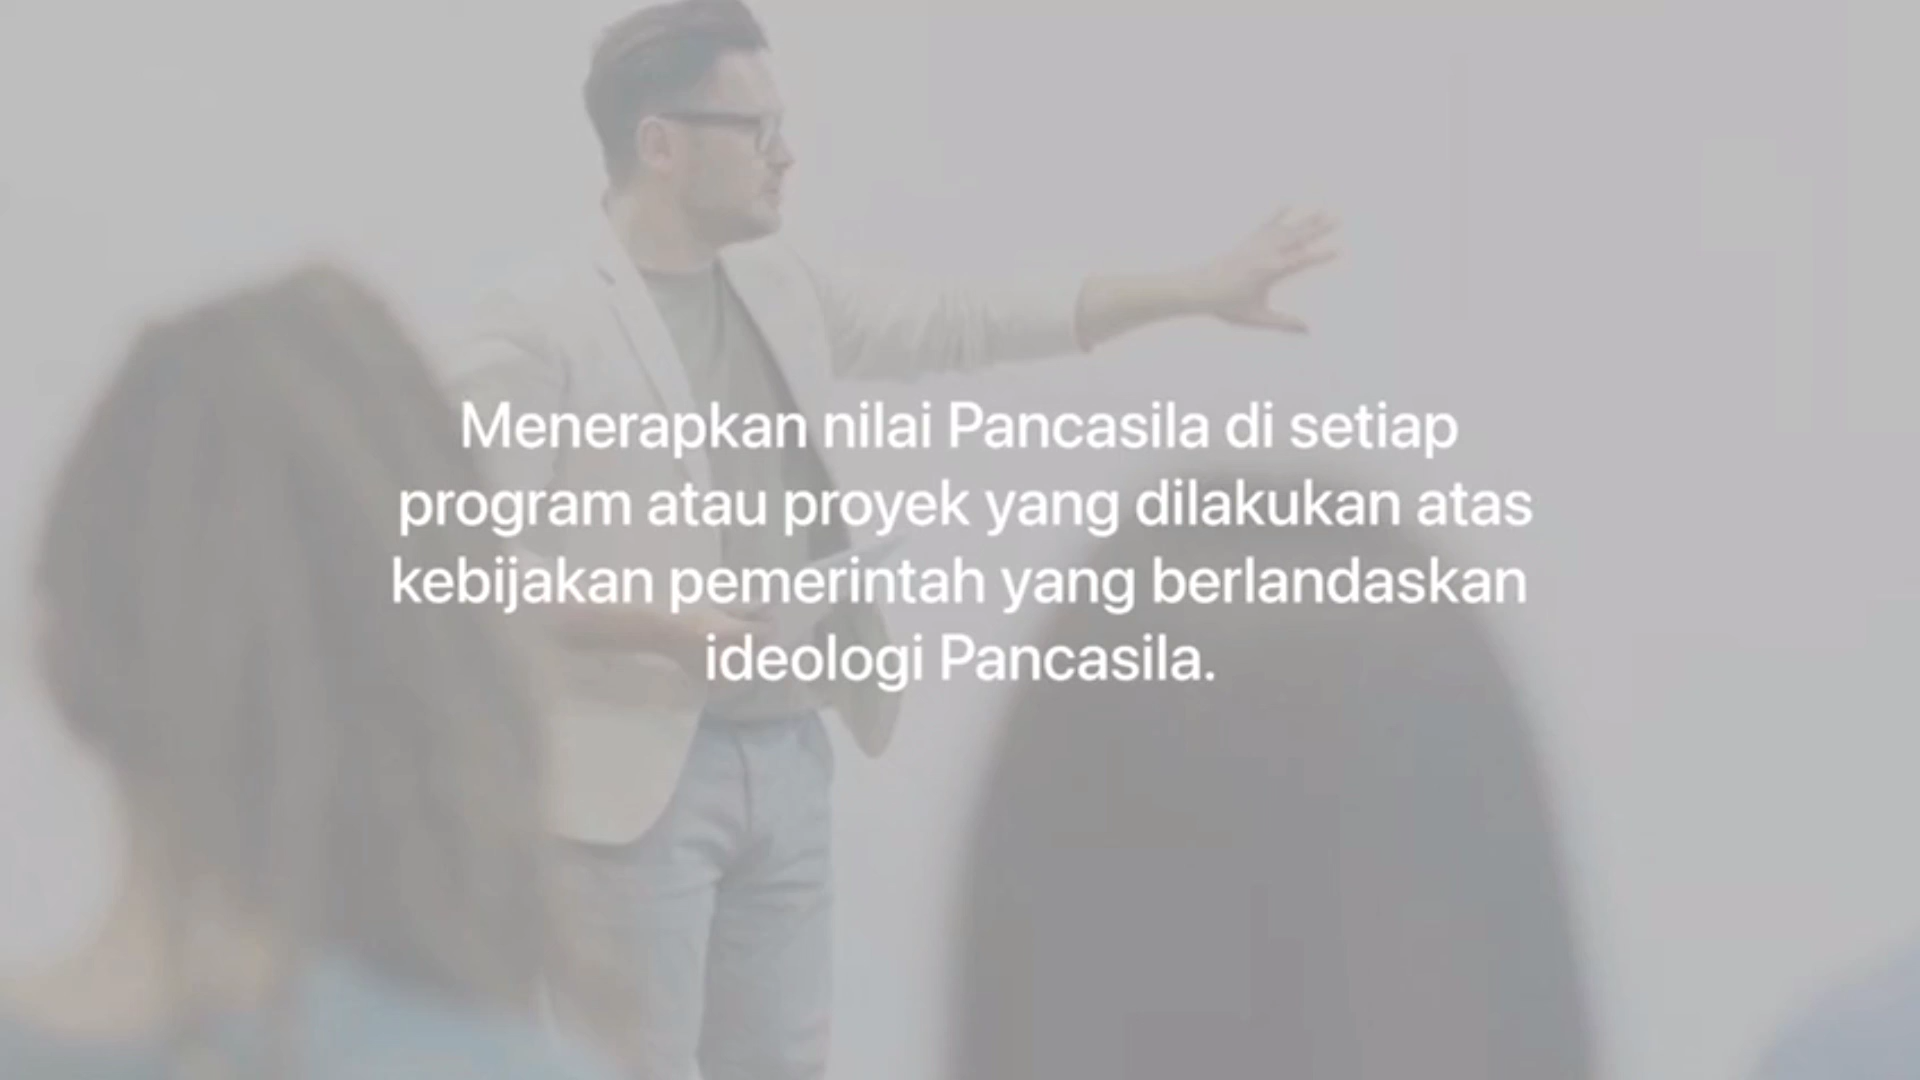 Menerapkan nilai Pancasila di setiap
program atau proyek yang dilakukan atas
kebijakan pemerintah yang berlandaskan
ideologi Pancasila.